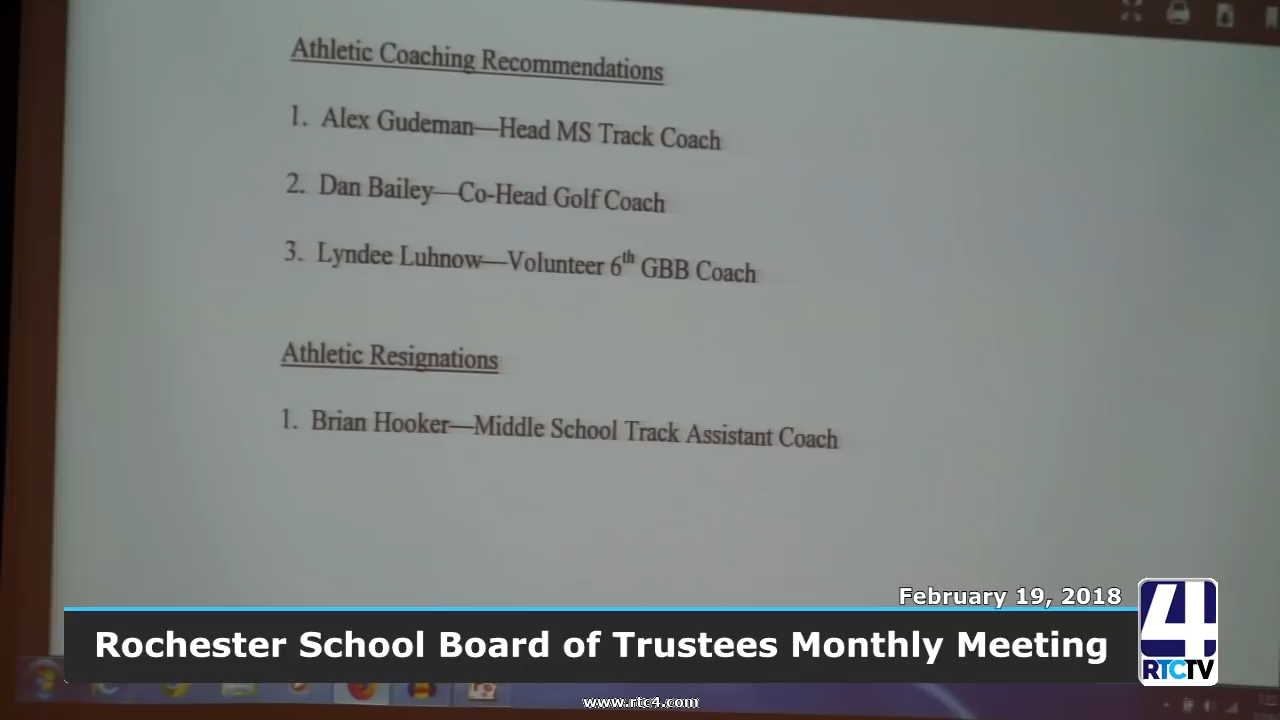 Athletic Coaching Recommendations
1. Alex Gudeman—Head MS Track Coach
2. Dan Bailey—Co-Head Golf Coach
3. Lyndee Luhnow—Volunteer 6th GBB Coach
Athletic Resignations
1. Brian Hooker—Middle School Track Assistant Coach
February 19, 2018
Rochester School Board of Trustees Monthly Meeting
4
RTCTV
www.rtc4.com